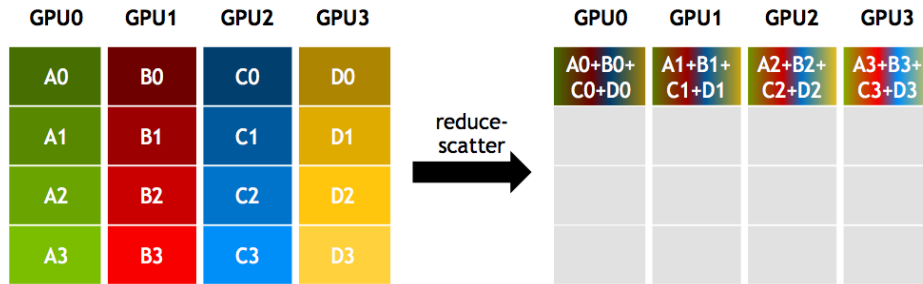 GPU0 GPU1 GPU2 GPU3 GPU0 GPU1 GPU2 GPU3
A0 B0 C0 D0 A0+B0+ A1+B1+ A2+B2+ A3+B3+
C0+D0 C1+D1 C2+D2 C3+D3
A1 B1 C1 D1
reduce-
scatter
A2 B2 C2 D2
A3 B3 C3 D3